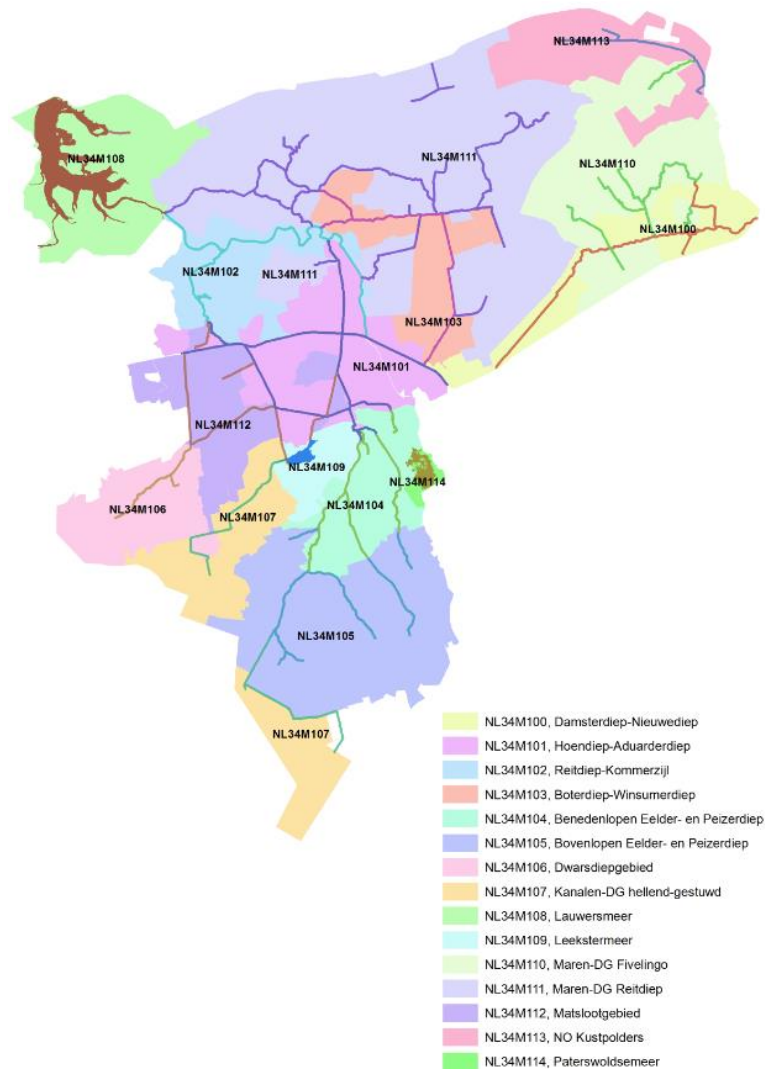 NL34M113
NL34M108
NL34M111
NL34M110
NL34M100
NL34M102
NL34M111
NL34M103
NL34M101
NL34M112
NL34M109
NL34M114
NL34M106
NL34M107
NL34M104
NL34M105
NL34M107
NL34M100, Damsterdiep-Nieuwediep
NL34M101, Hoendiep-Aduarderdiep
NL34M102, Reitdiep-Kommerzijl
NL34M103, Boterdiep-Winsumerdiep
NL34M104, Benedenlopen Eelder- en Peizerdiep
NL34M105, Bovenlopen Eelder- en Peizerdiep
NL34M106, Dwarsdiepgebied
NL34M107, Kanalen-DG hellend-gestuwd
NL34M108, Lauwersmeer
NL34M109, Leekstermeer
NL34M110, Maren-DG Fivelingo
NL34M111, Maren-DG Reitdiep
NL34M112, Matslootgebied
NL34M113, NO Kustpolders
NL34M114, Paterswoldsemeer